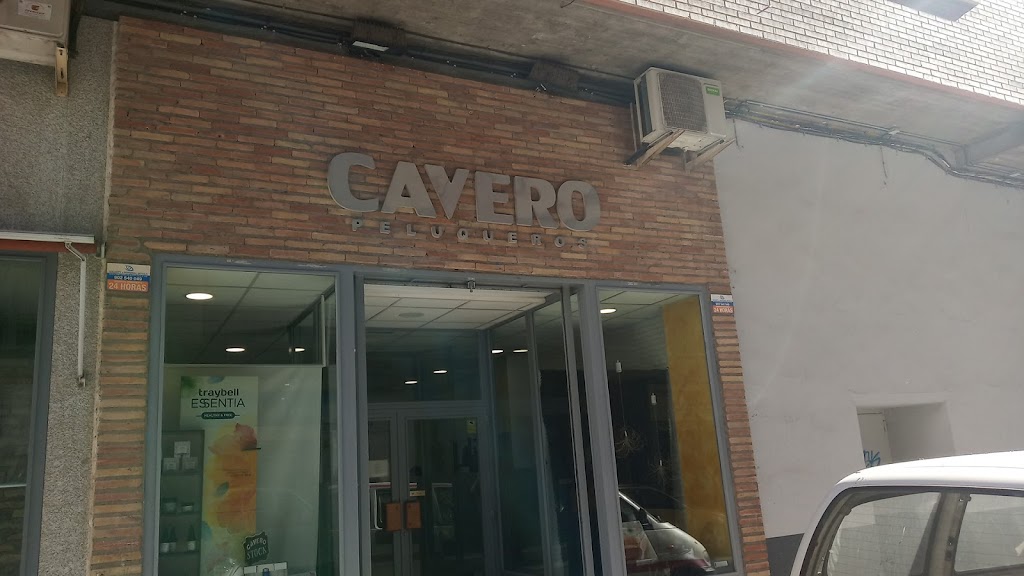 CAVERO
PELUQUEROS
24 HORAS
24 HORAS
traybell
ESSENTIA